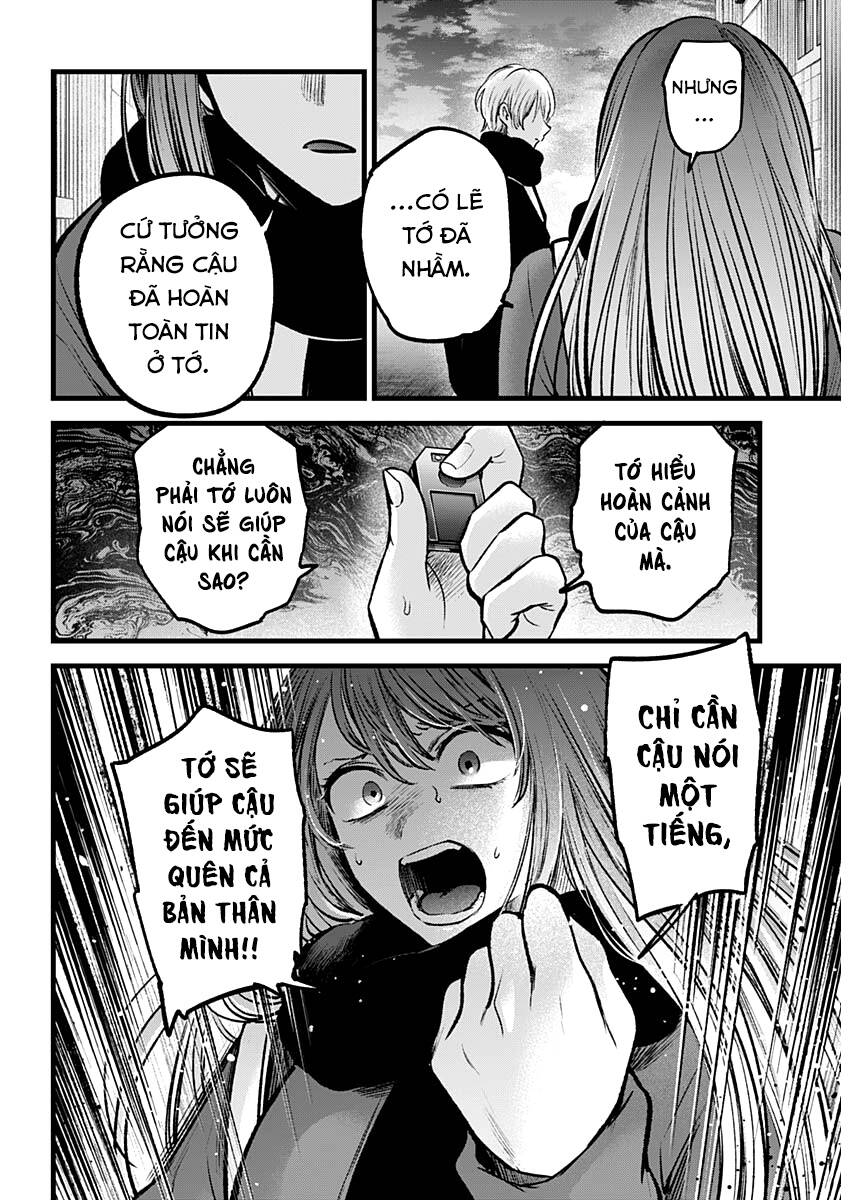 NHƯNG
...
...CÓ LẼ
TỚ ĐÃ
NHẦM.
CỨ TƯỞNG
RẰNG CẬU
ĐÃ HOÀN
TOÀN TIN
Ở TỚ.
TỚ HIỂU
HOÀN CẢNH
CỦA CẬU
MÀ.
CHẲNG
PHẢI TỚ LUÔN
NÓI SẼ GIÚP
CẬU KHI CẦN
SAO?
CHỈ CẦN
CẬU NÓI
MỘT
TIẾNG,
TỚ SẼ
GIÚP CẬU
ĐẾN MỨC
QUÊN CẢ
BẢN THÂN
MÌNH!!